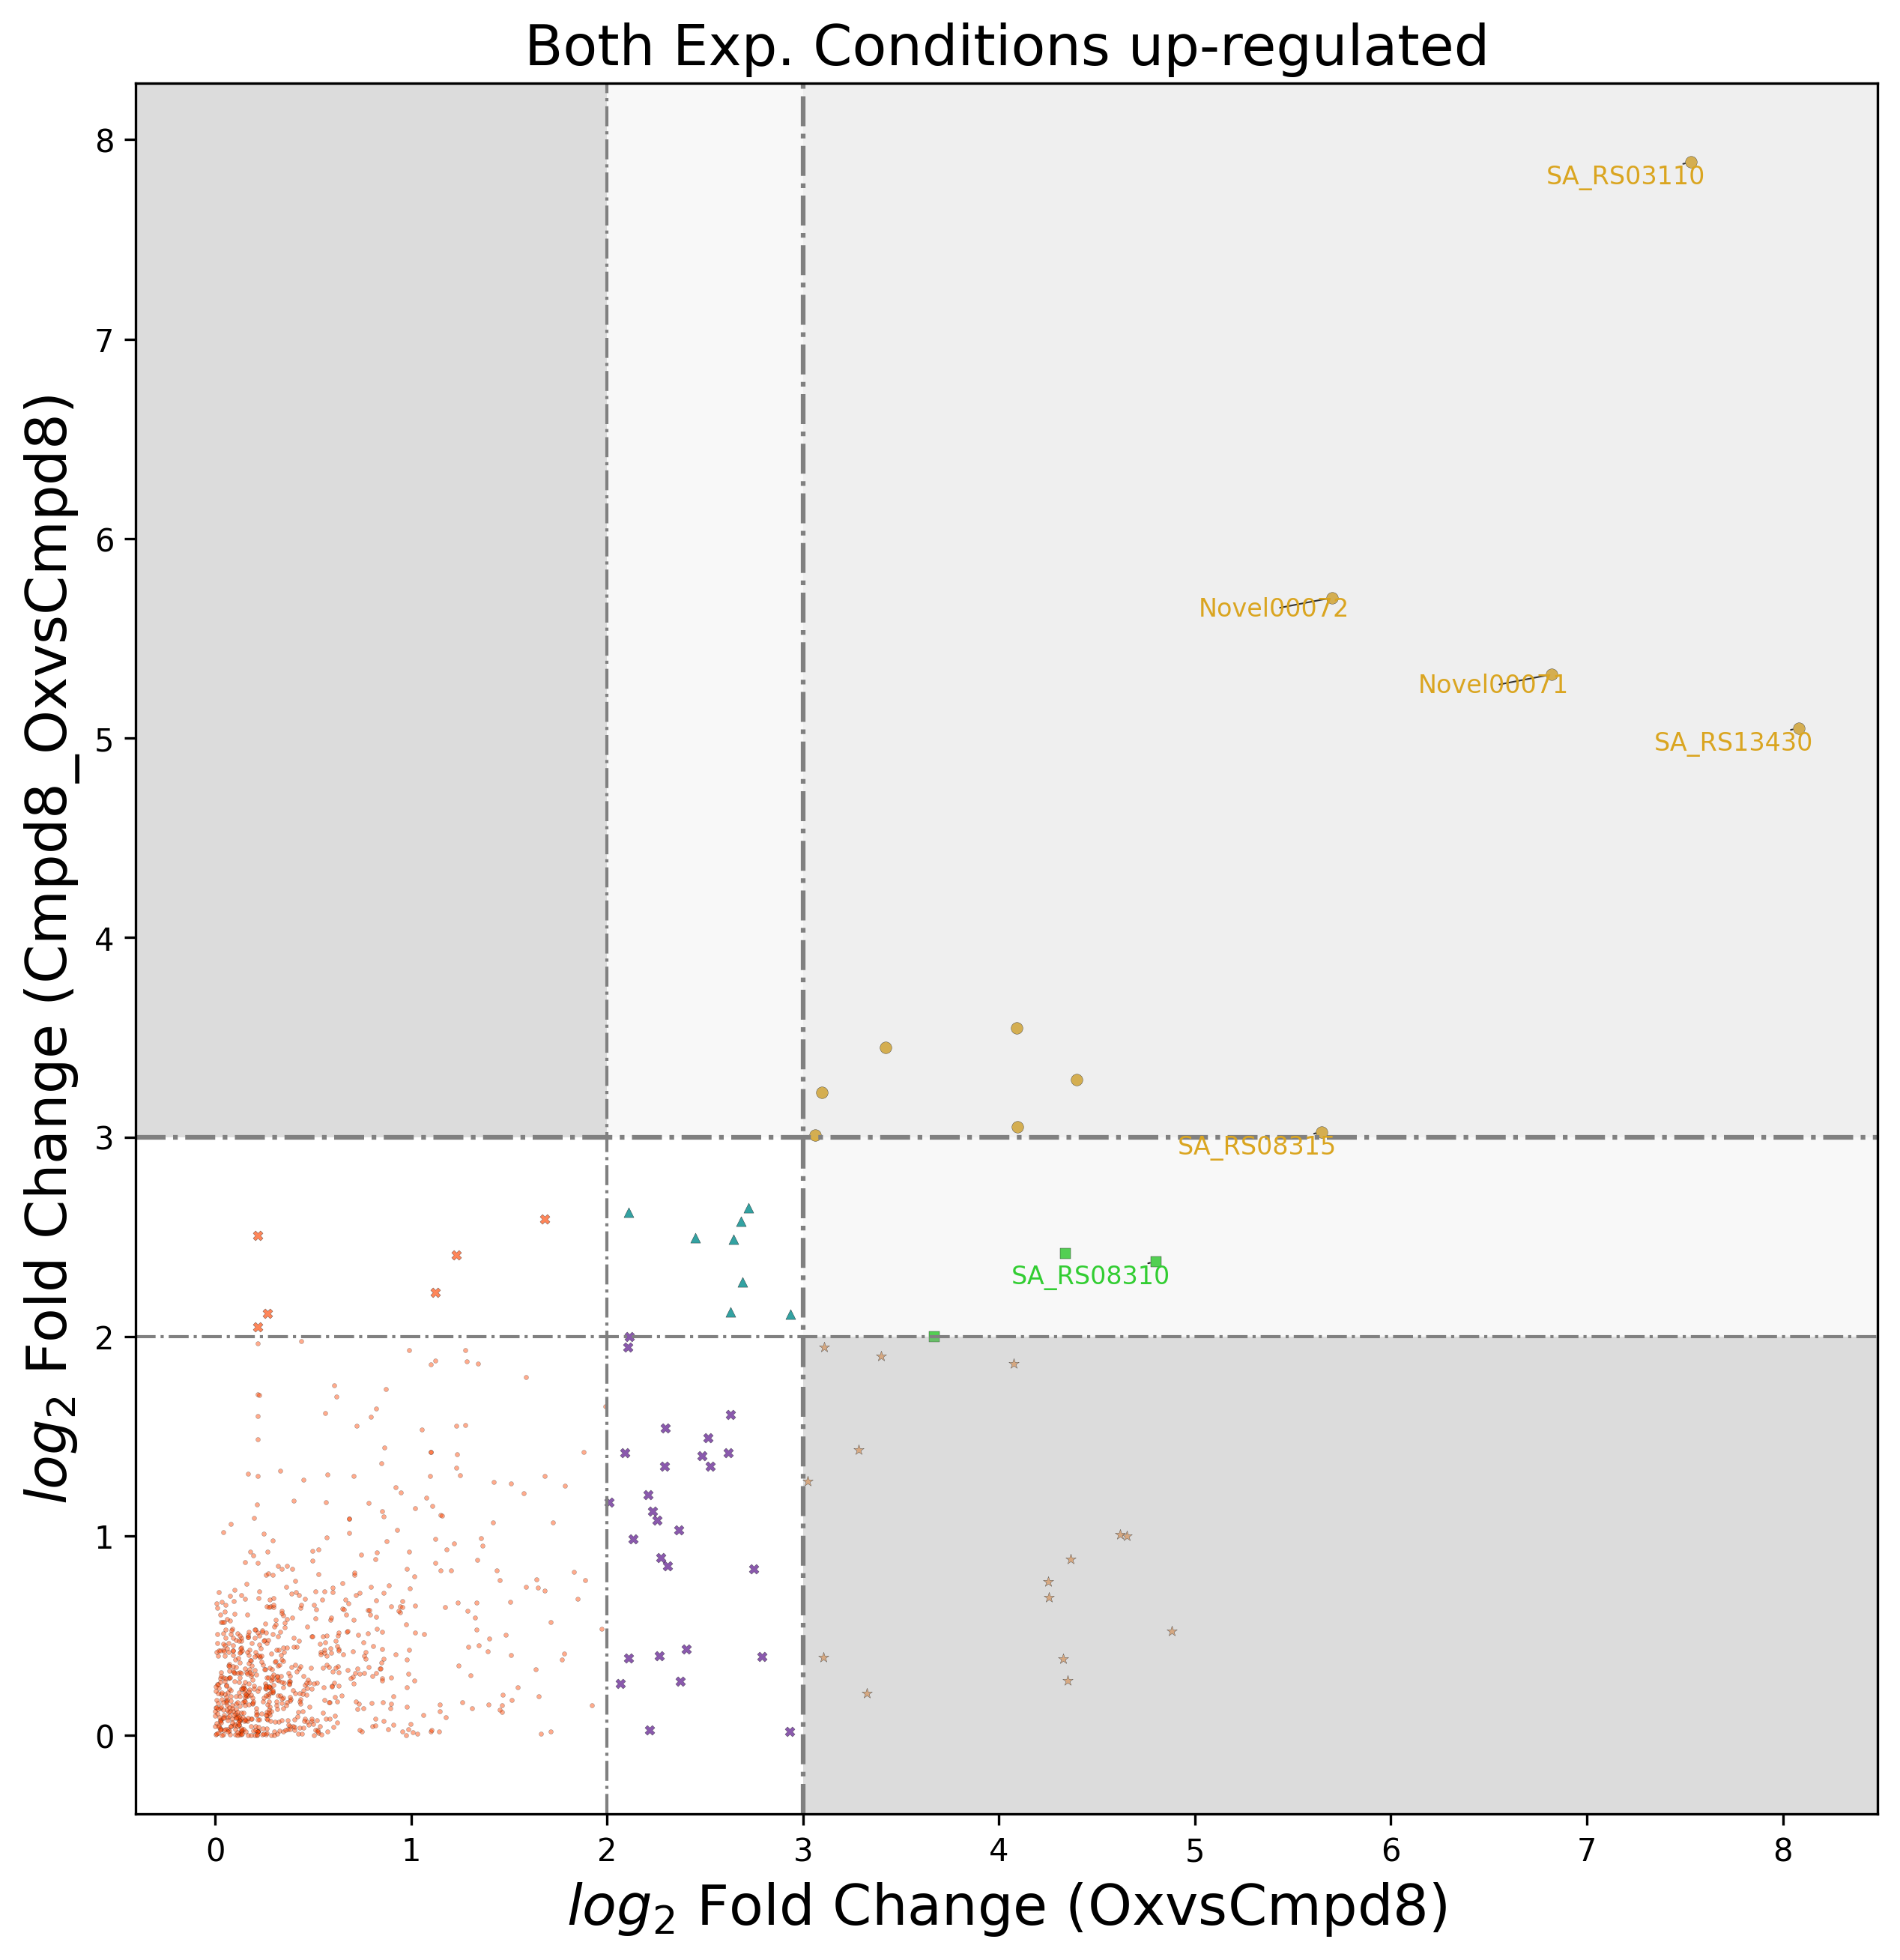 Both Exp. Conditions up-regulated
8
SA_RS03110
7
6
Novel00072
Novel00071
5
SA_RS13430
4
3
SA_RS08315
SA_RS08310
2
1
0
log2 Fold Change (Cmpd8_OxvsCmpd8)
0 1 2 3 4 5 6 7 8
log2 Fold Change (OxvsCmpd8)